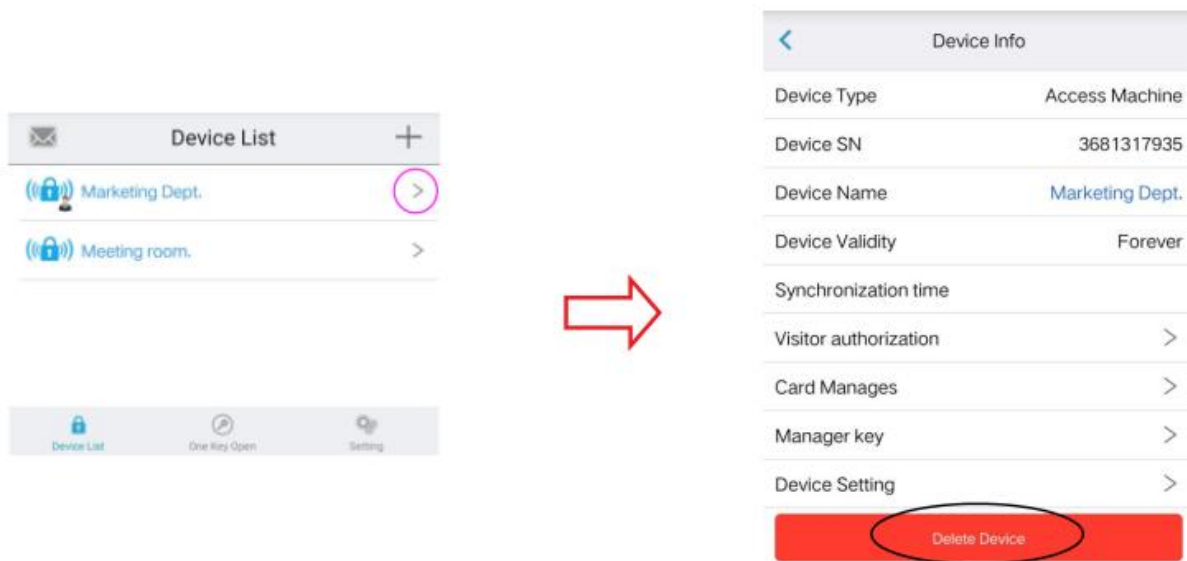 Device List
Marketing Dept.
Meeting room.
Device List
One Key Open
Setting
Device Info
Device Type Access Machine
Device SN 3681317935
Device Name Marketing Dept.
Device Validity Forever
Synchronization time
Visitor authorization
Card Manages
Manager key
Device Setting
Delete Device